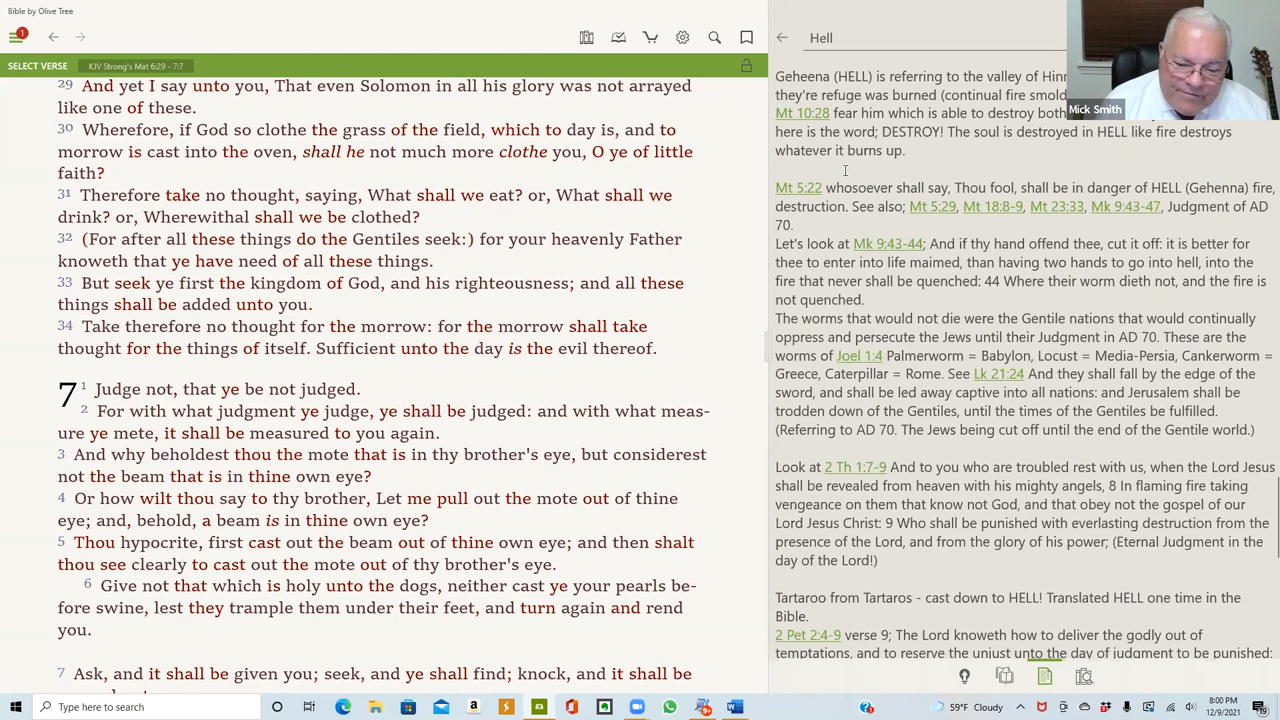 Bible by Olive Tree
1
SELECT VERSE
KJV Strong's Mat 6:29 - 7:7
29 And yet I say unto you, That even Solomon in all his glory was not arrayed
like one of these.
30 Wherefore, if God so clothe the grass of the field, which to day is, and to
morrow is cast into the oven, shall he not much more clothe you, O ye of little
faith?
31 Therefore take no thought, saying, What shall we eat? or, What shall we
drink? or, Wherewithal shall we be clothed?
32 (For after all these things do the Gentiles seek:) for your heavenly Father
knoweth that ye have need of all these things.
33 But seek ye first the kingdom of God, and his righteousness; and all these
things shall be added unto you.
34 Take therefore no thought for the morrow: for the morrow shall take
thought for the things of itself. Sufficient unto the day is the evil thereof.
7 1 Judge not, that ye be not judged.
2 For with what judgment ye judge, ye shall be judged: and with what meas-
ure ye mete, it shall be measured to you again.
3 And why beholdest thou the mote that is in thy brother's eye, but considerest
not the beam that is in thine own eye?
4 Or how wilt thou say to thy brother, Let me pull out the mote out of thine
eye; and, behold, a beam is in thine own eye?
5 Thou hypocrite, first cast out the beam out of thine own eye; and then shalt
thou see clearly to cast out the mote out of thy brother's eye.
6 Give not that which is holy unto the dogs, neither cast ye your pearls be-
fore swine, lest they trample them under their feet, and turn again and rend
you.
7 Ask, and it shall be given you; seek, and ye shall find; knock, and it shall be
Hell
Geheena (HELL) is referring to the valley of Hinn
they're refuge was burned (continual fire smold
Mt 10:28 fear him which is able to destroy both
here is the word; DESTROY! The soul is destroyed in HELL like fire destroys
whatever it burns up.
Mt 5:22 whosoever shall say, Thou fool, shall be in danger of HELL (Gehenna) fire,
destruction. See also; Mt 5:29, Mt 18:8-9, Mt 23:33, Mk 9:43-47, Judgment of AD
70.
Let's look at Mk 9:43-44; And if thy hand offend thee, cut it off: it is better for
thee to enter into life maimed, than having two hands to go into hell, into the
fire that never shall be quenched: 44 Where their worm dieth not, and the fire is
not quenched.
The worms that would not die were the Gentile nations that would continually
oppress and persecute the Jews until their Judgment in AD 70. These are the
worms of Joel 1:4 Palmerworm = Babylon, Locust = Media-Persia, Cankerworm =
Greece, Caterpillar = Rome. See Lk 21:24 And they shall fall by the edge of the
sword, and shall be led away captive into all nations: and Jerusalem shall be
trodden down of the Gentiles, until the times of the Gentiles be fulfilled.
(Referring to AD 70. The Jews being cut off until the end of the Gentile world.)
Look at 2 Th 1:7-9 And to you who are troubled rest with us, when the Lord Jesus
shall be revealed from heaven with his mighty angels, 8 In flaming fire taking
vengeance on them that know not God, and that obey not the gospel of our
Lord Jesus Christ: 9 Who shall be punished with everlasting destruction from the
presence of the Lord, and from the glory of his power; (Eternal Judgment in the
day of the Lord!)
Tartaroo from Tartaros - cast down to HELL! Translated HELL one time in the
Bible.
2 Pet 2:4-9 verse 9; The Lord knoweth how to deliver the godly out of
temptations, and to reserve the unjust unto the day of judgment to be punished:
Mick Smith
Type here to search
59°F Cloudy
8:00 PM
12/9/2021